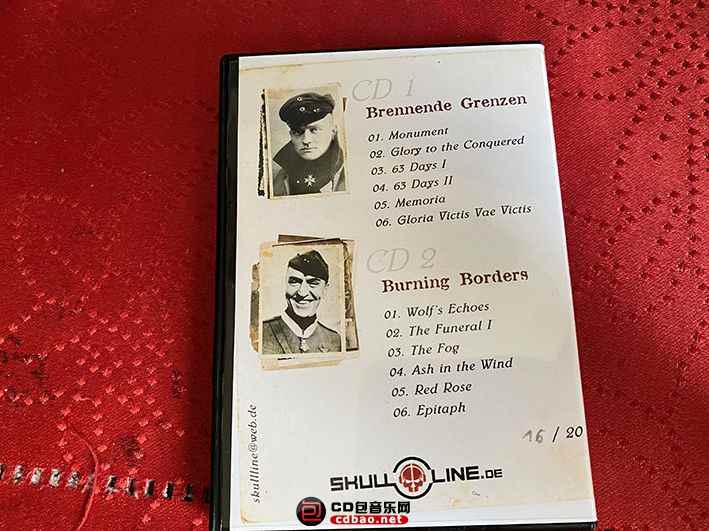 CD 1
Brennende Grenzen
01. Monument
02. Glory to the Conquered
03. 63 Days I
04. 63 Days II
05. Memoria
06. Gloria Victis Vae Victis
CD 2
Burning Borders
01. Wolf's Echoes
02. The Funeral I
03. The Fog
04. Ash in the Wind
05. Red Rose
06. Epitaph
skullline@web.de
16 / 20
SKULL LINE.DE
CD包音乐网
cdbao.net